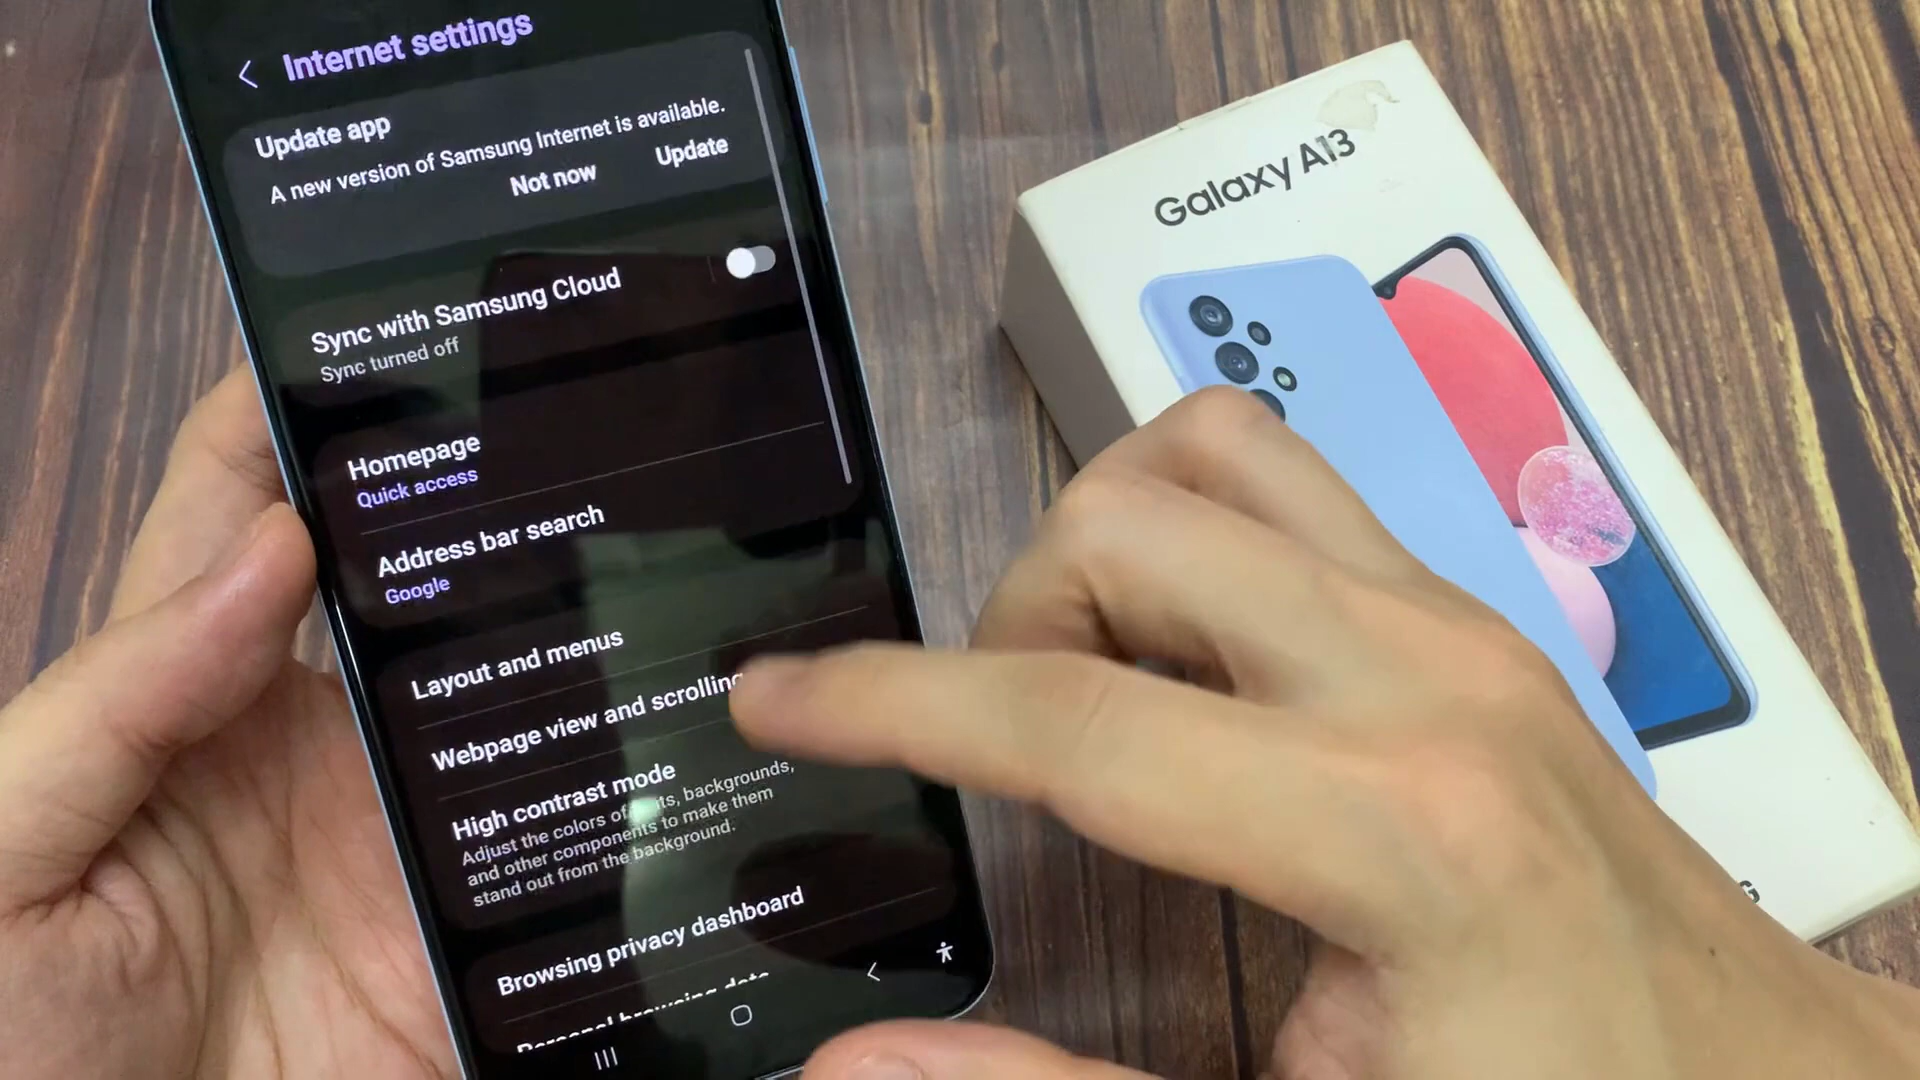 Internet settings
Update app
A new version of Samsung Internet is available.
Not now
Update
Sync with Samsung Cloud
Sync turned off
Homepage
Quick access
Address bar search
Google
Layout and menus
Webpage view and scrolling
High contrast mode
Adjust the colors of backgrounds,
and other components to make them
stand out from the background.
Browsing privacy dashboard
Personal browsing data
Galaxy A13
G